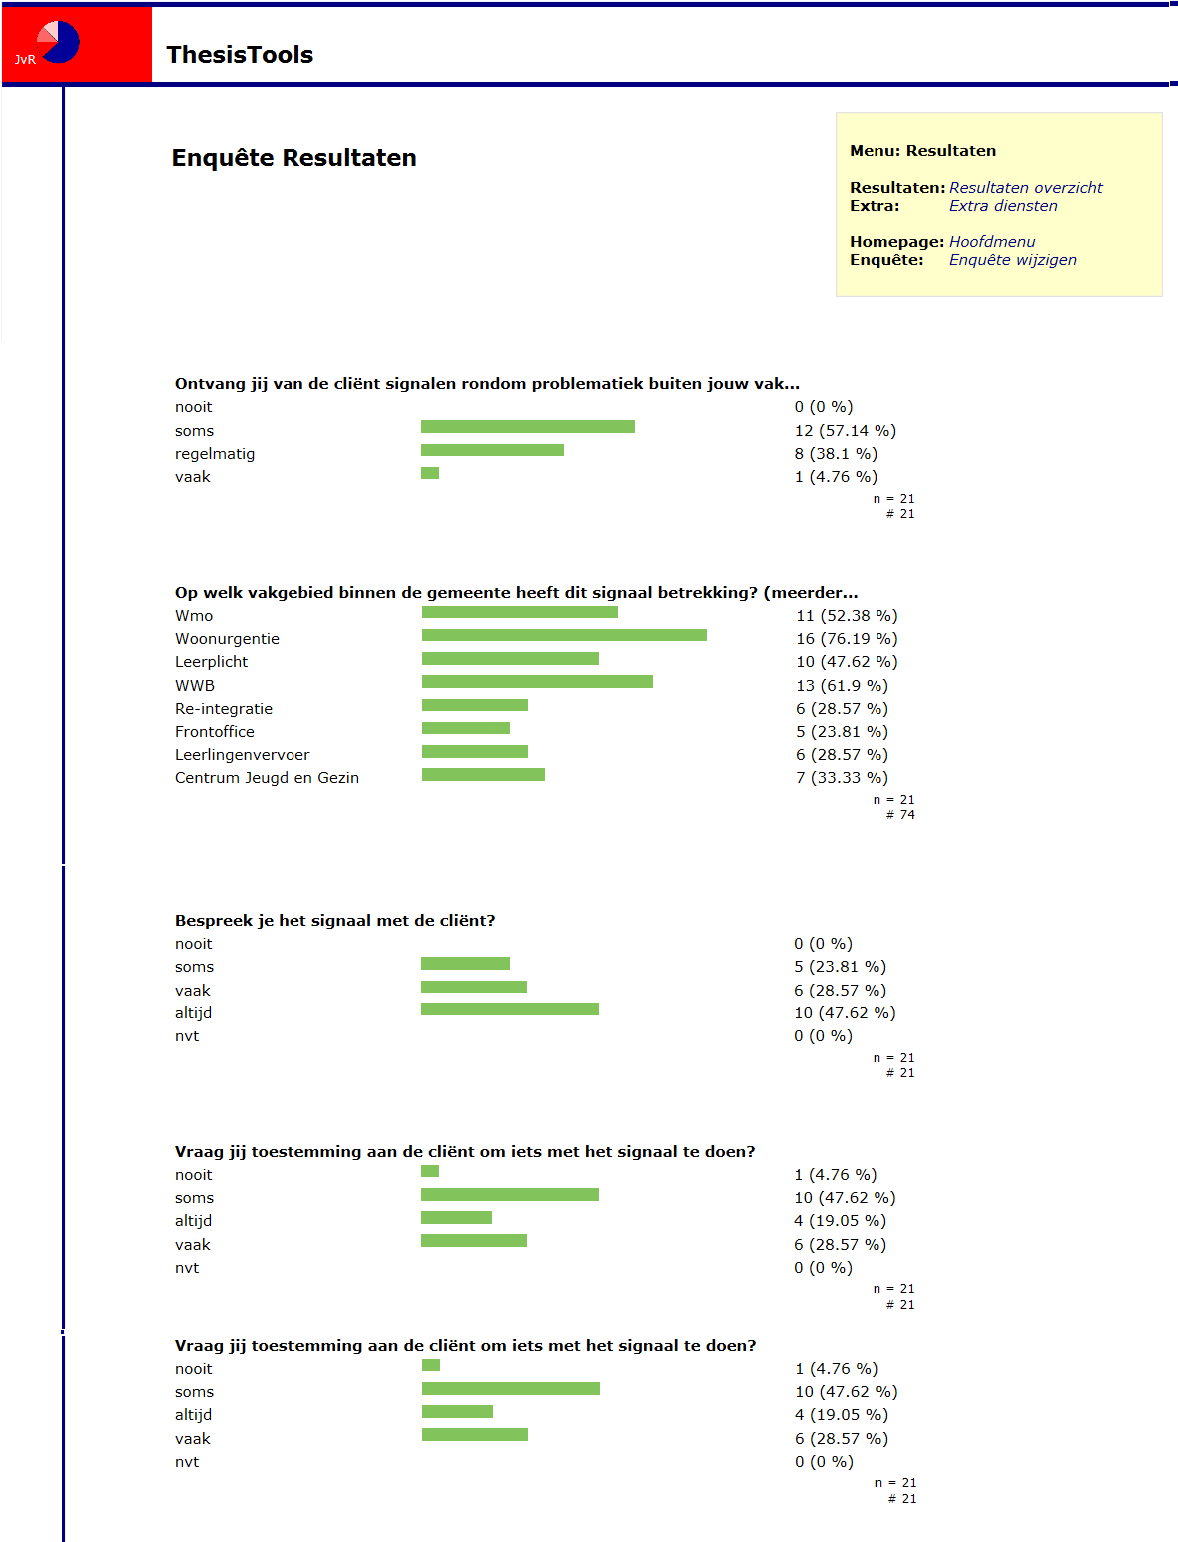 JvR
ThesisTools
Enquête Resultaten
Menu: Resultaten
Resultaten: Resultaten overzicht
Extra: Extra diensten
Homepage: Hoofdmenu
Enquête: Enquête wijzigen
Ontvang jij van de cliënt signalen rondom problematiek buiten jouw vak...
nooit 0 (0 %)
soms 12 (57.14 %)
regelmatig 8 (38.1 %)
vaak 1 (4.76 %)
n = 21
# 21
Op welk vakgebied binnen de gemeente heeft dit signaal betrekking? (meerder...
Wmo 11 (52.38 %)
Woonurgentie 16 (76.19 %)
Leerplicht 10 (47.62 %)
WWB 13 (61.9 %)
Re-integratie 6 (28.57 %)
Frontoffice 5 (23.81 %)
Leerlingenvervoer 6 (28.57 %)
Centrum Jeugd en Gezin 7 (33.33 %)
n = 21
# 74
Bespreek je het signaal met de cliënt?
nooit 0 (0 %)
soms 5 (23.81 %)
vaak 6 (28.57 %)
altijd 10 (47.62 %)
nvt 0 (0 %)
n = 21
# 21
Vraag jij toestemming aan de cliënt om iets met het signaal te doen?
nooit 1 (4.76 %)
soms 10 (47.62 %)
altijd 4 (19.05 %)
vaak 6 (28.57 %)
nvt 0 (0 %)
n = 21
# 21
Vraag jij toestemming aan de cliënt om iets met het signaal te doen?
nooit 1 (4.76 %)
soms 10 (47.62 %)
altijd 4 (19.05 %)
vaak 6 (28.57 %)
nvt 0 (0 %)
n = 21
# 21